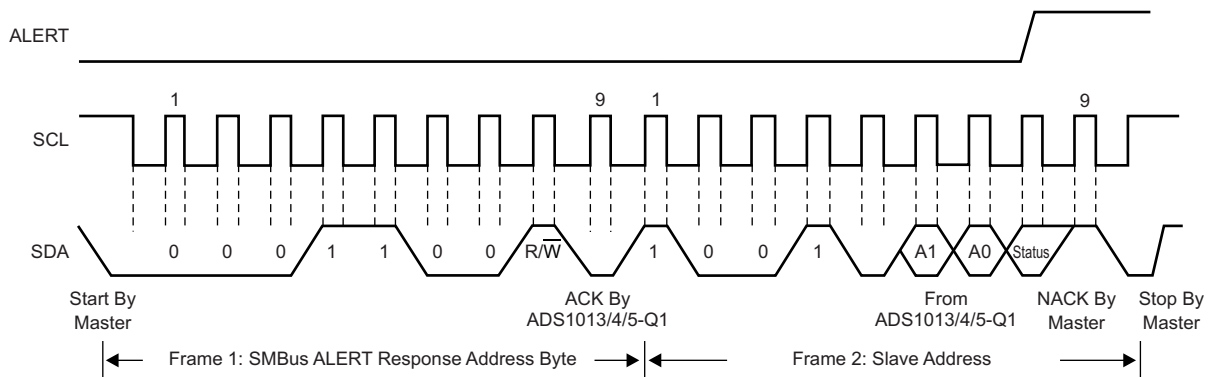 ALERT
1 9 1 9
SCL
SDA
0 0 0 1 1 0 0 R/W 1 0 0 1 A1 A0 Status
Start By
Master
ACK By
ADS1013/4/5-Q1
From
ADS1013/4/5-Q1
NACK By
Master
Stop By
Master
Frame 1: SMBus ALERT Response Address Byte
Frame 2: Slave Address